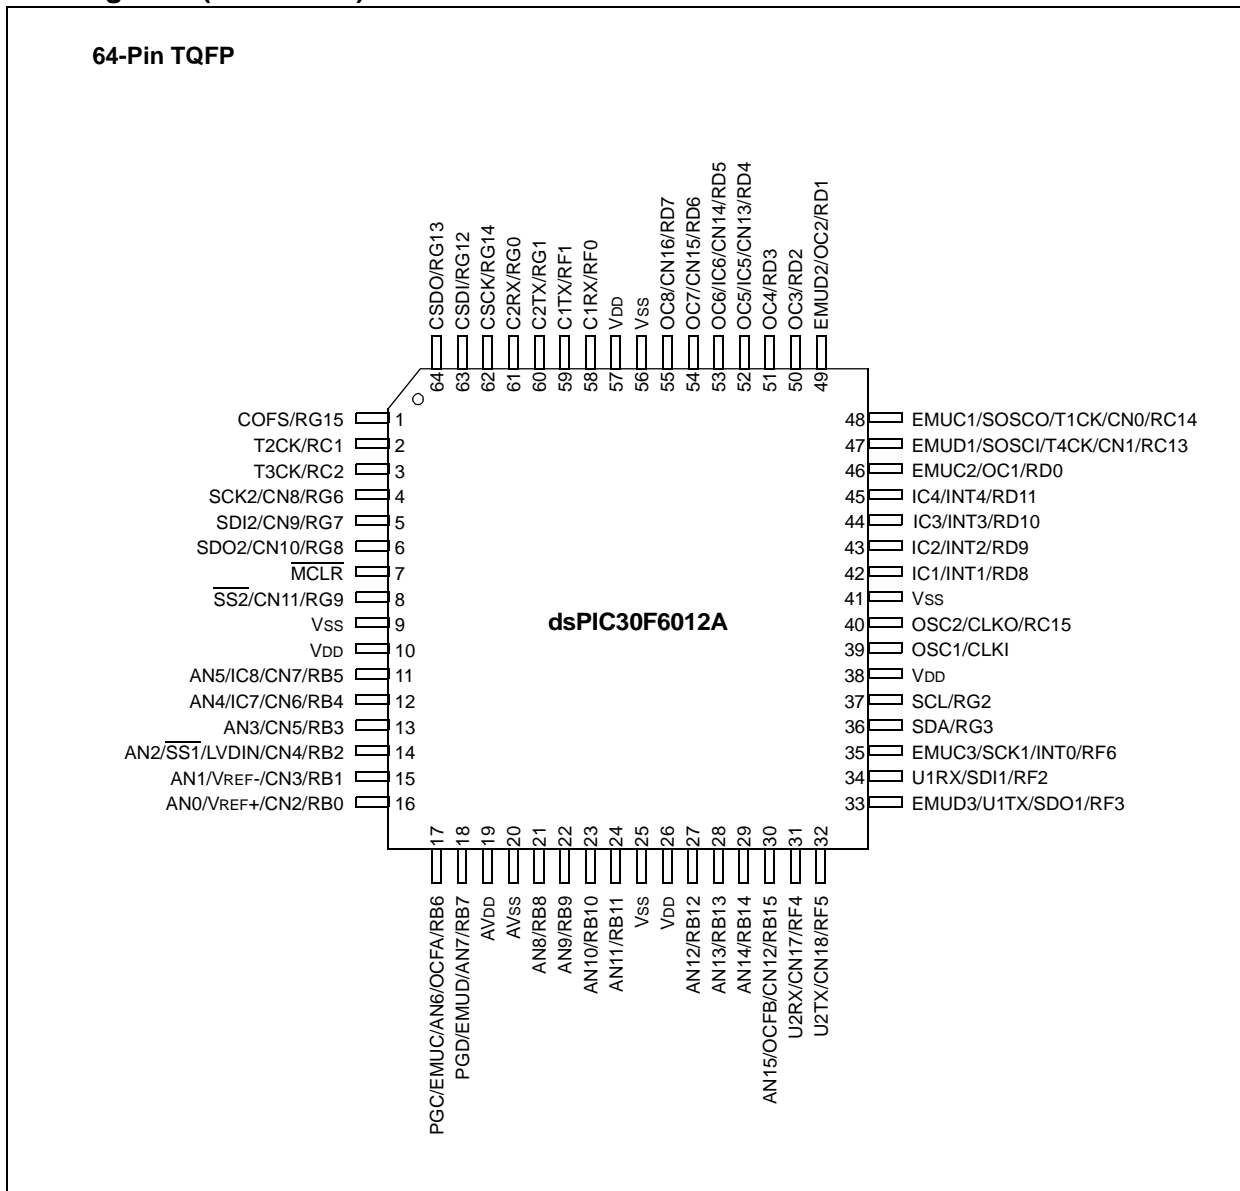 64-Pin TQFP
CSDO/RG13
CSDI/RG12
CSCK/RG14
C2RX/RG0
C2TX/RG1
C1TX/RF1
C1RX/RF0
VDD
VSS
OC8/CN16/RD7
OC7/CN15/RD6
OC6/IC6/CN14/RD5
OC5/IC5/CN13/RD4
OC4/RD3
OC3/RD2
EMUD2/OC2/RD1
64 63 62 61 60 59 58 57 56 55 54 53 52 51 50 49
COFS/RG15 1
T2CK/RC1 2
T3CK/RC2 3
SCK2/CN8/RG6 4
SDI2/CN9/RG7 5
SDO2/CN10/RG8 6
MCLR 7
SS2/CN11/RG9 8
VSS 9
VDD 10
AN5/IC8/CN7/RB5 11
AN4/IC7/CN6/RB4 12
AN3/CN5/RB3 13
AN2/SS1/LVDIN/CN4/RB2 14
AN1/VREF-/CN3/RB1 15
AN0/VREF+/CN2/RB0 16
dsPIC30F6012A
48 EMUC1/SOSCO/T1CK/CN0/RC14
47 EMUD1/SOSCI/T4CK/CN1/RC13
46 EMUC2/OC1/RD0
45 IC4/INT4/RD11
44 IC3/INT3/RD10
43 IC2/INT2/RD9
42 IC1/INT1/RD8
41 VSS
40 OSC2/CLKO/RC15
39 OSC1/CLKI
38 VDD
37 SCL/RG2
36 SDA/RG3
35 EMUC3/SCK1/INT0/RF6
34 U1RX/SDI1/RF2
33 EMUD3/U1TX/SDO1/RF3
17 18 19 20 21 22 23 24 25 26 27 28 29 30 31 32
PGC/EMUC/AN6/OCFA/RB6
PGD/EMUD/AN7/RB7
AVDD
AVSS
AN8/RB8
AN9/RB9
AN10/RB10
AN11/RB11
VSS
VDD
AN12/RB12
AN13/RB13
AN14/RB14
AN15/OCFB/CN12/RB15
U2RX/CN17/RF4
U2TX/CN18/RF5